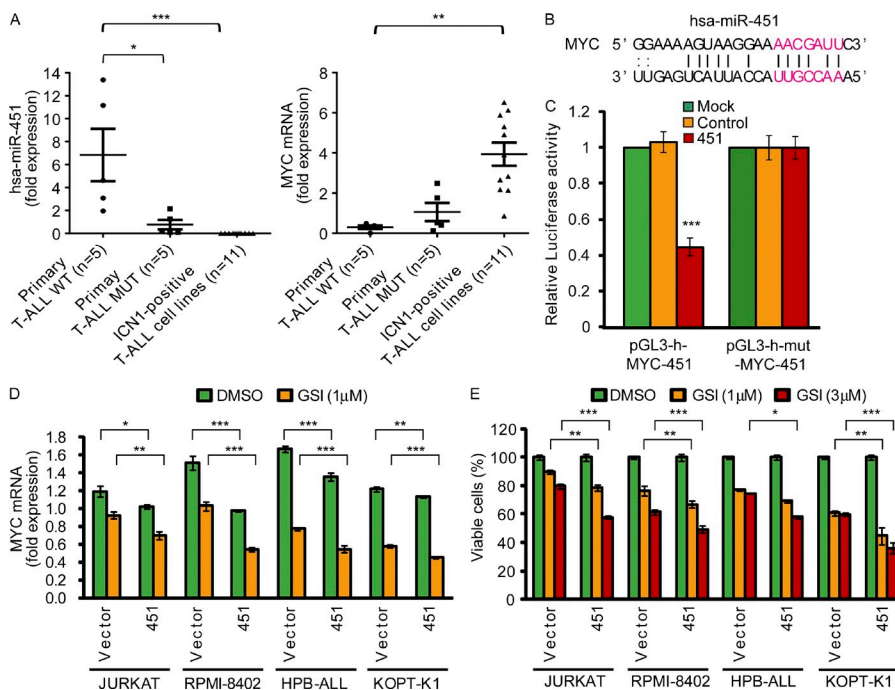 A
***
*
hsa-miR-451
(fold expression)
14
12
10
8
6
4
2
0
Primary
T-ALL WT (n=5)
Primay
T-ALL MUT (n=5)
ICN1-positive
T-ALL cell lines (n=11)
**
MYC mRNA
(fold expression)
8
6
4
2
0
Primary
T-ALL WT (n=5)
Primay
T-ALL MUT (n=5)
ICN1-positive
T-ALL cell lines (n=11)
B
hsa-miR-451
MYC 5' GGAAAAGUAAGGAAAACGAUUC3'
3' UUGAGUCAUUACCAUUGCCAAA5'
C
Mock
Control
451
Relative Luciferase activity
1.2
1
0.8
0.6
0.4
0.2
0
***
pGL3-h-
MYC-451
pGL3-h-mut
-MYC-451
D
DMSO GSI (1µM)
MYC mRNA
(fold expression)
1.8
1.6
1.4
1.2
1.0
0.8
0.6
0.4
0.2
0.0
* *** *** **
** *** *** ***
Vector 451 Vector 451 Vector 451 Vector 451
JURKAT RPMI-8402 HPB-ALL KOPT-K1
E
DMSO GSI (1µM) GSI (3µM)
Viable cells (%)
120
100
80
60
40
20
0
*** *** * ***
** ** **
Vector 451 Vector 451 Vector 451 Vector 451
JURKAT RPMI-8402 HPB-ALL KOPT-K1